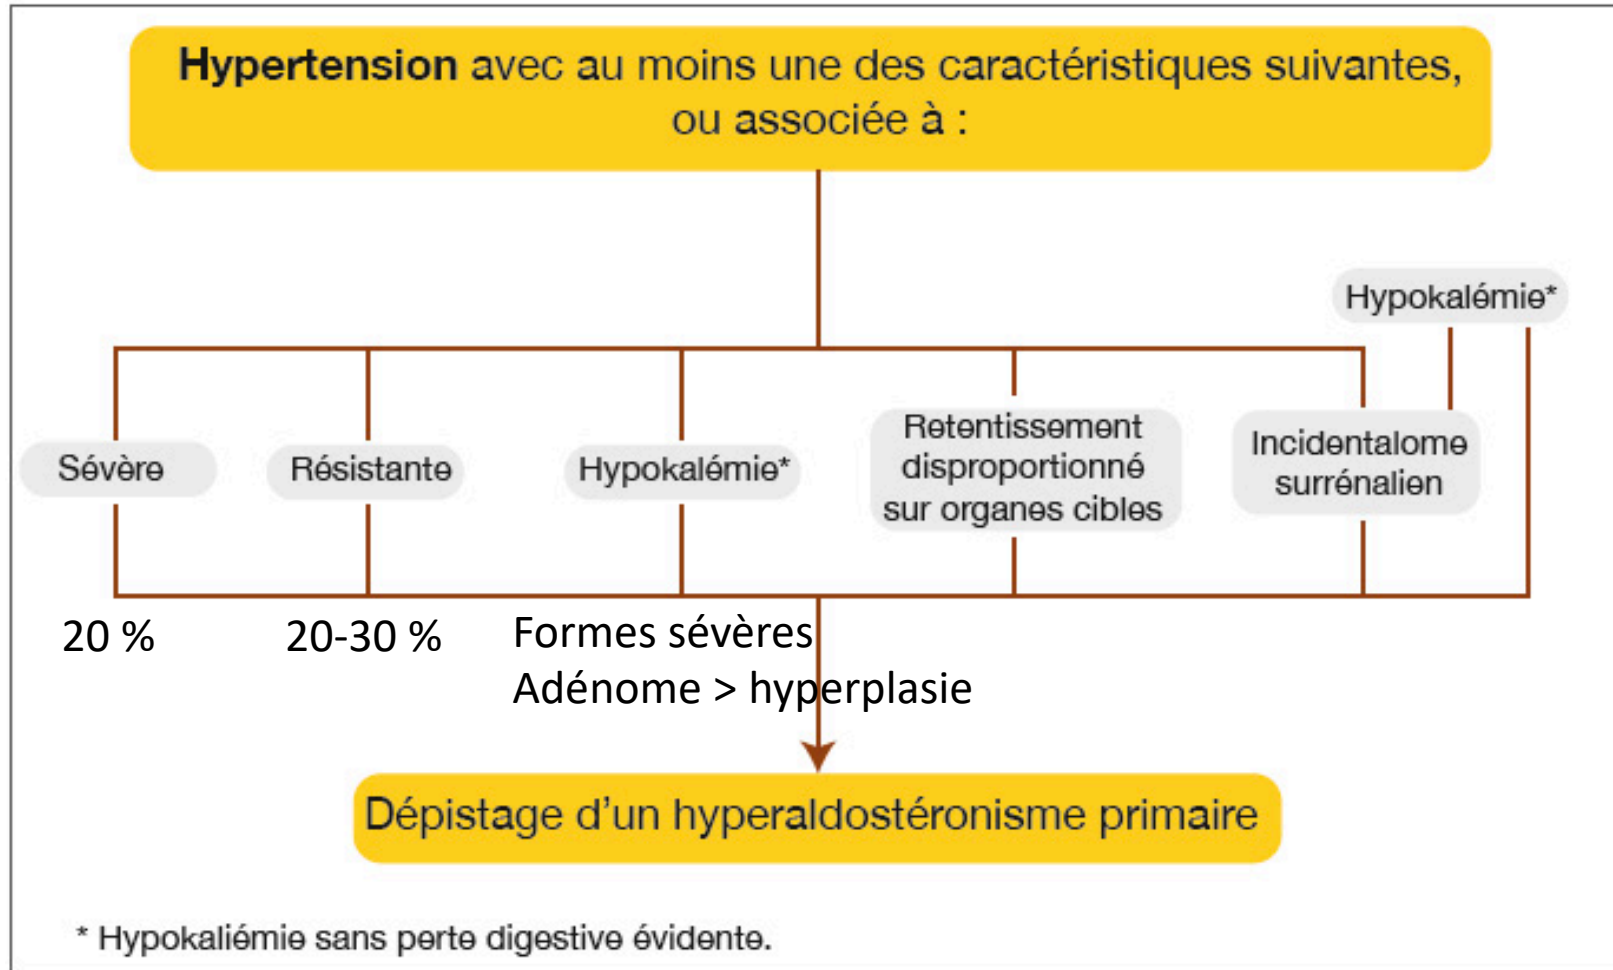 Hypertension avec au moins une des caractéristiques suivantes,
ou associée à :
Hypokalémie*
Sévère
Résistante
Hypokalémie*
Retentissement
disproportionné
sur organes cibles
Incidentalome
surrénalien
20 %
20-30 %
Formes sévères
Adénome > hyperplasie
Dépistage d’un hyperaldostéronisme primaire
* Hypokaliémie sans perte digestive évidente.